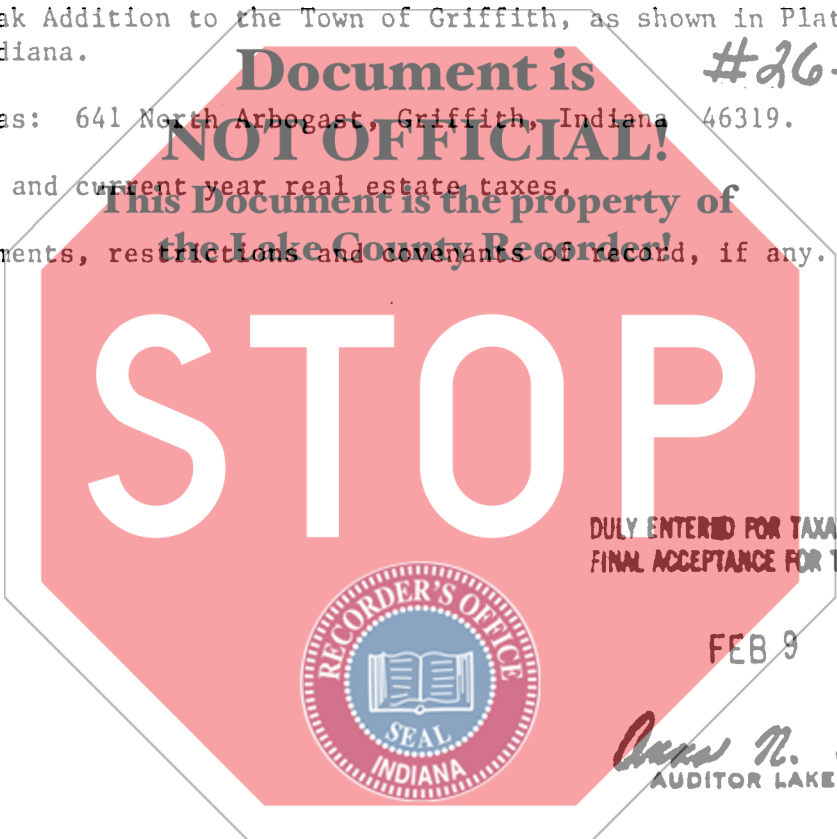 ak Addition to the Town of Griffith, as shown in Plat
diana.
#26-
Document is
as: 641 North Arbogast, Griffith, Indiana 46319.
NOT OFFICIAL!
and current year real estate taxes.
This Document is the property of
the Lake County Recorder!
ments, restrictions and covenants of record, if any.
STOP
DULY ENTERED FOR TAXA
FINAL ACCEPTANCE FOR T
RECORDER'S OFFICE
FEB 9
SEAL
INDIANA
N.
AUDITOR LAKE